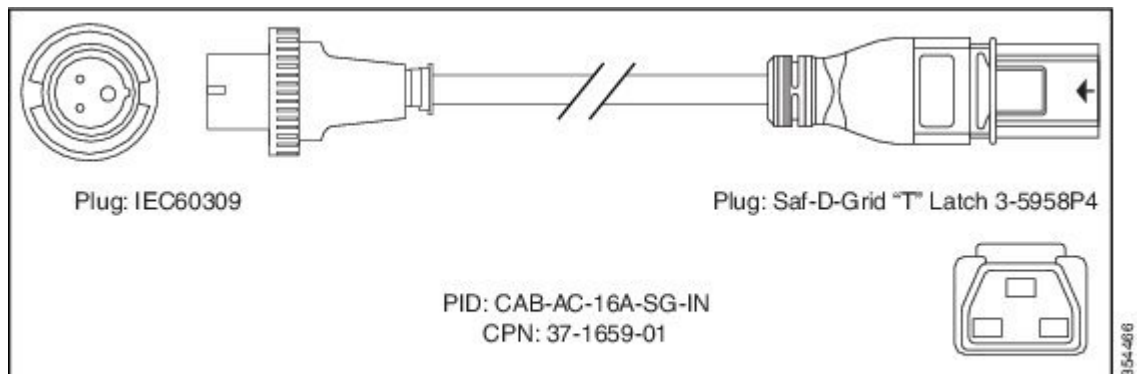 Plug: IEC60309
Plug: Saf-D-Grid “T” Latch 3-5958P4
PID: CAB-AC-16A-SG-IN
CPN: 37-1659-01
354466